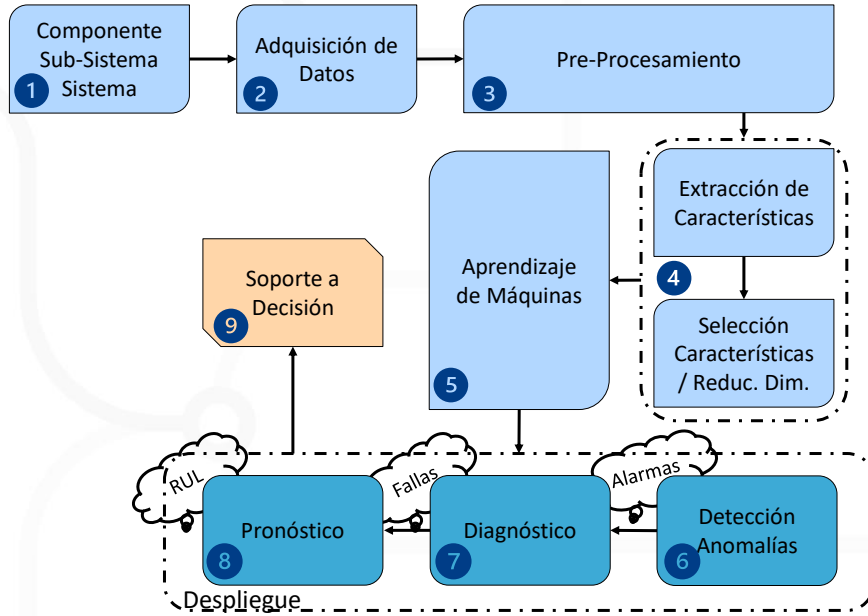 Componente
Sub-Sistema
Sistema
1
Adquisición de
Datos
2
Pre-Procesamiento
3
Extracción de
Características
4
Selección
Características
/ Reduc. Dim.
Aprendizaje
de Máquinas
5
Soporte a
Decisión
9
RUL
Fallas
Alarmas
Pronóstico
8
Diagnóstico
7
Detección
Anomalías
6
Despliegue